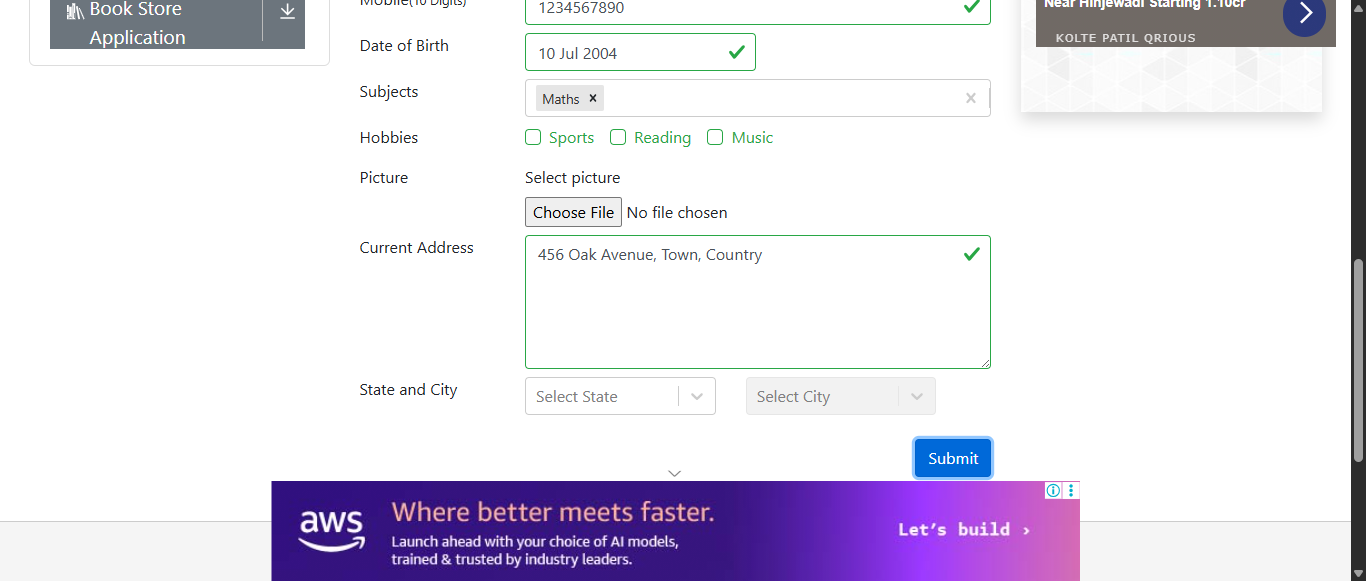 Book Store
Application
Mobile(10 Digits)
1234567890
Date of Birth
10 Jul 2004
Subjects
Maths
Hobbies
Sports
Reading
Music
Picture
Select picture
Choose File No file chosen
Current Address
456 Oak Avenue, Town, Country
State and City
Select State
Select City
Submit
Near Hinjewadi Starting 1.10cr
KOLTE PATIL QRIOUS
aws
Where better meets faster.
Launch ahead with your choice of AI models,
trained & trusted by industry leaders.
Let's build ›